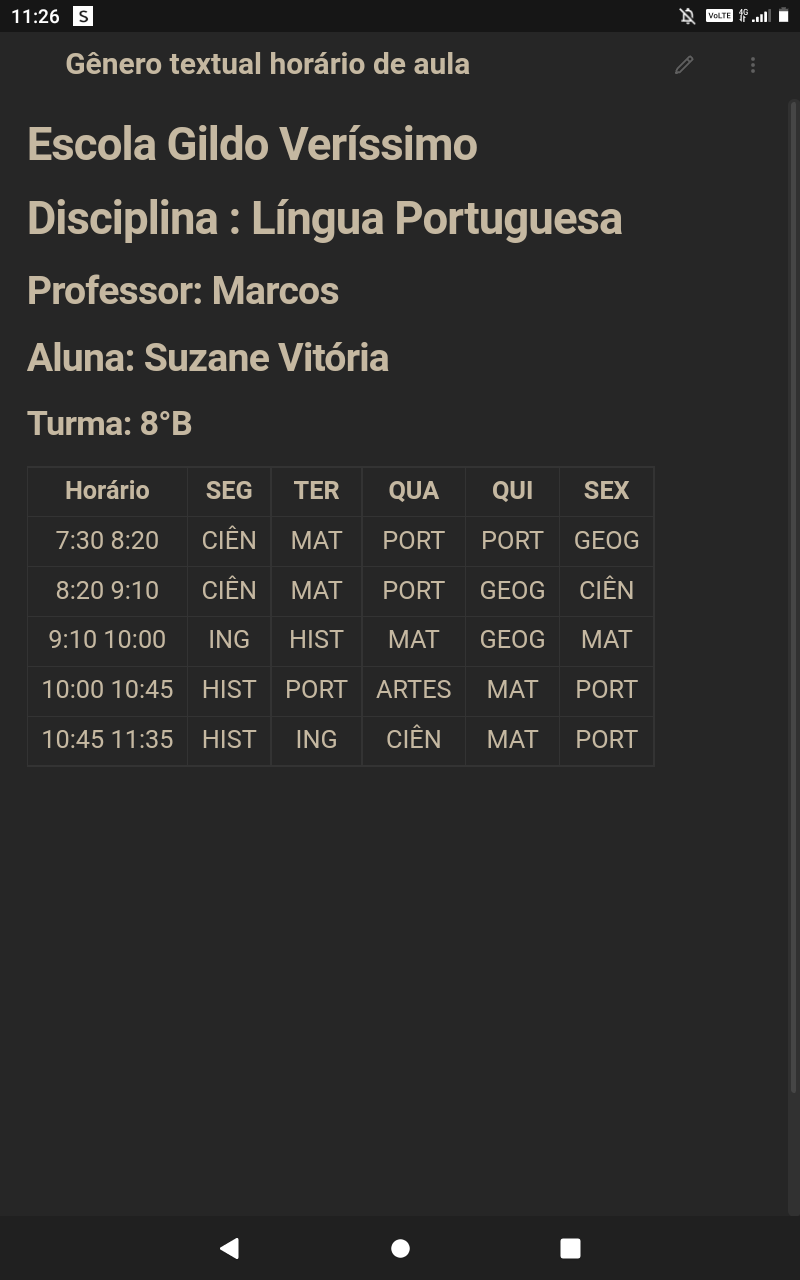 11:26 S VoLTE 4G
Gênero textual horário de aula
Escola Gildo Veríssimo
Disciplina : Língua Portuguesa
Professor: Marcos
Aluna: Suzane Vitória
Turma: 8°B
Horário SEG TER QUA QUI SEX
7:30 8:20 CIÊN MAT PORT PORT GEOG
8:20 9:10 CIÊN MAT PORT GEOG CIÊN
9:10 10:00 ING HIST MAT GEOG MAT
10:00 10:45 HIST PORT ARTES MAT PORT
10:45 11:35 HIST ING CIÊN MAT PORT